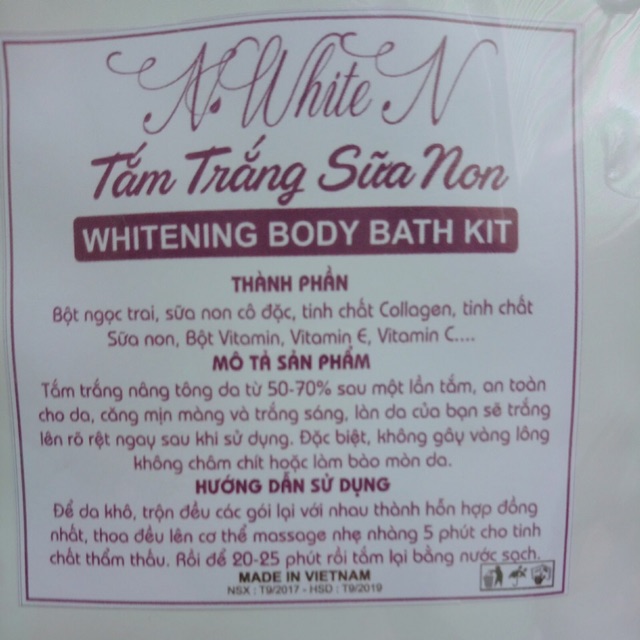 N.White N
Tắm Trắng Sữa Non
WHITENING BODY BATH KIT
THÀNH PHẦN
Bột ngọc trai, sữa non cô đặc, tinh chất Collagen, tinh chất
Sữa non, Bột Vitamin, Vitamin E, Vitamin C....
MÔ TẢ SẢN PHẨM
Tắm trắng nâng tông da từ 50-70% sau một lần tắm, an toàn
cho da, căng mịn màng và trắng sáng, làn da của bạn sẽ trắng
lên rõ rệt ngay sau khi sử dụng. Đặc biệt, không gây vàng lông
không châm chít hoặc làm bào mòn da.
HƯỚNG DẪN SỬ DỤNG
Để da khô, trộn đều các gói lại với nhau thành hỗn hợp đồng
nhất, thoa đều lên cơ thể massage nhẹ nhàng 5 phút cho tinh
chất thẩm thấu. Rồi để 20-25 phút rồi tắm lại bằng nước sạch.
MADE IN VIETNAM
NSX : T9/2017 - HSD : T9/2019